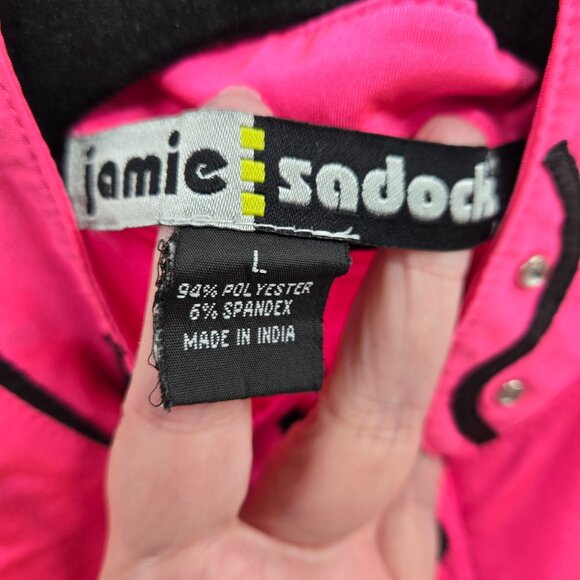 jamie sadock
L
94% POLYESTER
6% SPANDEX
MADE IN INDIA